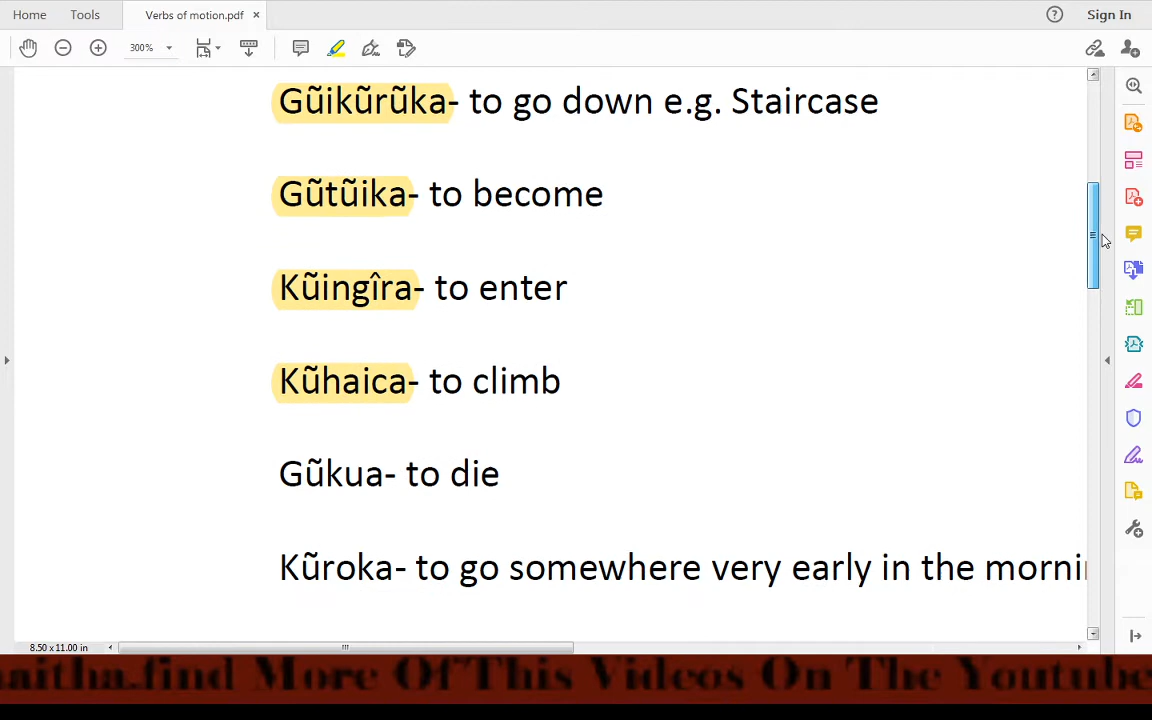 Home Tools Verbs of motion.pdf × Sign In
300%
Gũikũrũka- to go down e.g. Staircase
Gũtũika- to become
Kũingîra- to enter
Kũhaica- to climb
Gũkua- to die
Kũroka- to go somewhere very early in the morni
8.50 x 11.00 in
aitha.find More Of This Videos On The Youtube